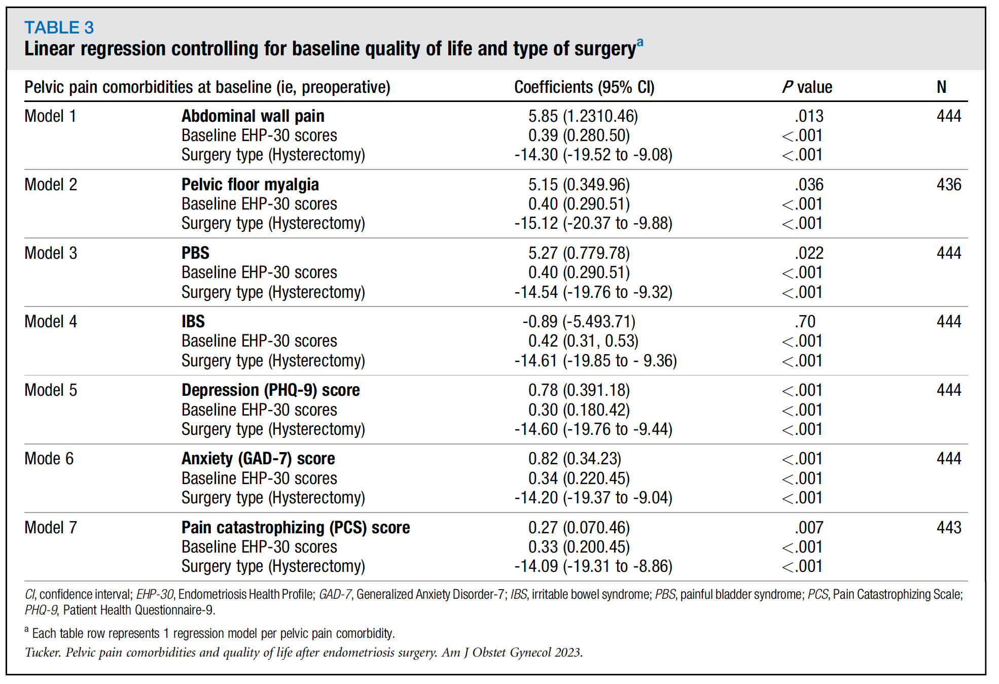 TABLE 3
Linear regression controlling for baseline quality of life and type of surgerya
Pelvic pain comorbidities at baseline (ie, preoperative) Coefficients (95% CI) P value N
Model 1 Abdominal wall pain 5.85 (1.2310.46) .013 444
Baseline EHP-30 scores 0.39 (0.280.50) <.001
Surgery type (Hysterectomy) -14.30 (-19.52 to -9.08) <.001
Model 2 Pelvic floor myalgia 5.15 (0.349.96) .036 436
Baseline EHP-30 scores 0.40 (0.290.51) <.001
Surgery type (Hysterectomy) -15.12 (-20.37 to -9.88) <.001
Model 3 PBS 5.27 (0.779.78) .022 444
Baseline EHP-30 scores 0.40 (0.290.51) <.001
Surgery type (Hysterectomy) -14.54 (-19.76 to -9.32) <.001
Model 4 IBS -0.89 (-5.493.71) .70 444
Baseline EHP-30 scores 0.42 (0.31, 0.53) <.001
Surgery type (Hysterectomy) -14.61 (-19.85 to - 9.36) <.001
Model 5 Depression (PHQ-9) score 0.78 (0.391.18) <.001 444
Baseline EHP-30 scores 0.30 (0.180.42) <.001
Surgery type (Hysterectomy) -14.60 (-19.76 to -9.44) <.001
Mode 6 Anxiety (GAD-7) score 0.82 (0.34.23) <.001 444
Baseline EHP-30 scores 0.34 (0.220.45) <.001
Surgery type (Hysterectomy) -14.20 (-19.37 to -9.04) <.001
Model 7 Pain catastrophizing (PCS) score 0.27 (0.070.46) .007 443
Baseline EHP-30 scores 0.33 (0.200.45) <.001
Surgery type (Hysterectomy) -14.09 (-19.31 to -8.86) <.001
CI, confidence interval; EHP-30, Endometriosis Health Profile; GAD-7, Generalized Anxiety Disorder-7; IBS, irritable bowel syndrome; PBS, painful bladder syndrome; PCS, Pain Catastrophizing Scale;
PHQ-9, Patient Health Questionnaire-9.
a Each table row represents 1 regression model per pelvic pain comorbidity.
Tucker. Pelvic pain comorbidities and quality of life after endometriosis surgery. Am J Obstet Gynecol 2023.